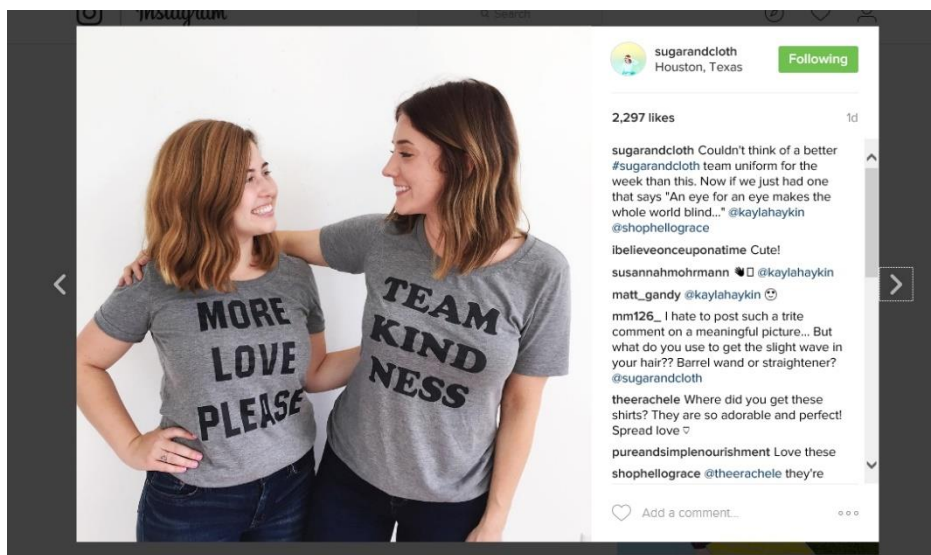 Instagram
Search
MORE
LOVE
PLEASE
TEAM
KIND
NESS
sugarandcloth
Houston, Texas
Following
2,297 likes
1d
sugarandcloth Couldn't think of a better
#sugarandcloth team uniform for the
week than this. Now if we just had one
that says "An eye for an eye makes the
whole world blind..." @kaylahaykin
@shophellograce
ibelieveonceuponatime Cute!
susannahmohrmann @kaylahaykin
matt_gandy @kaylahaykin
mm126_ I hate to post such a trite
comment on a meaningful picture... But
what do you use to get the slight wave in
your hair?? Barrel wand or straightener?
@sugarandcloth
theerachele Where did you get these
shirts? They are so adorable and perfect!
Spread love
pureandsimplenourishment Love these
shophellograce @theerachele they're
Add a comment...